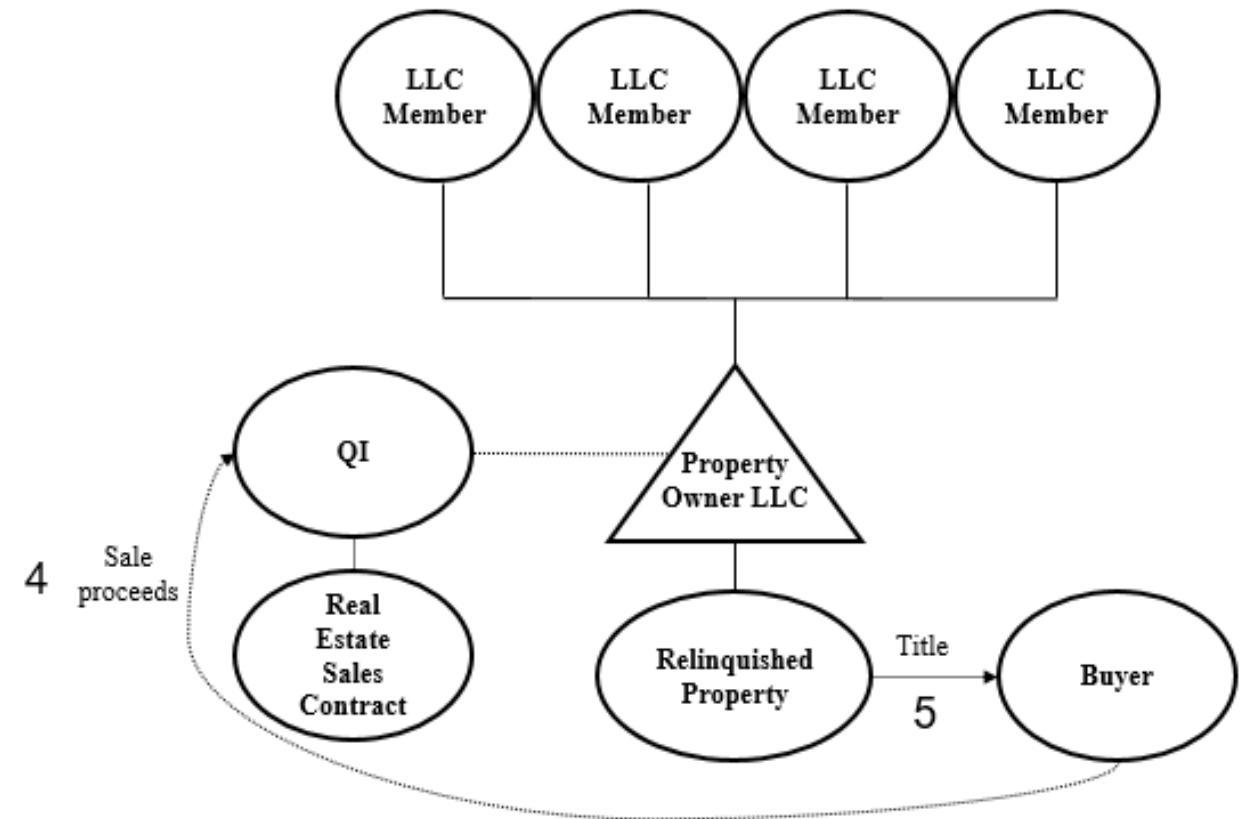 LLC
Member
LLC
Member
LLC
Member
LLC
Member
QI
Property
Owner LLC
4
Sale
proceeds
Real
Estate
Sales
Contract
Relinquished
Property
Title
5
Buyer